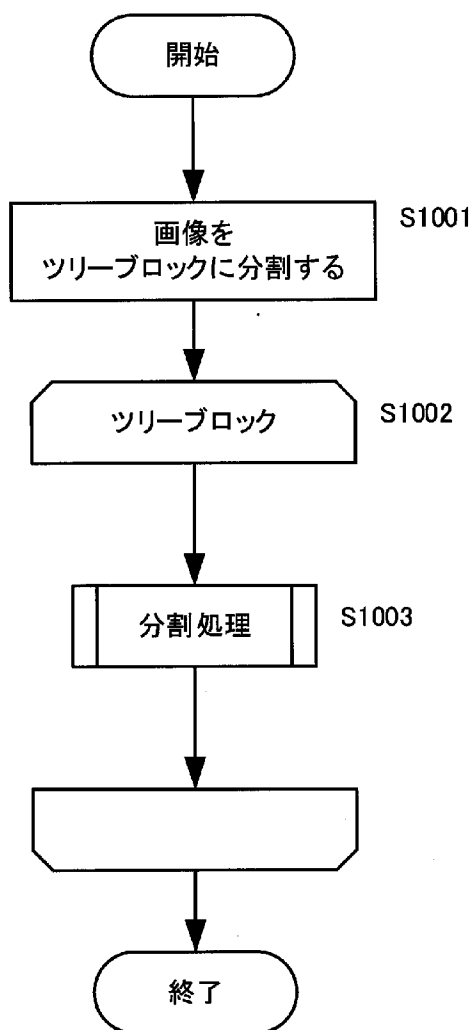 開始
画像を
ツリーブロックに分割する
S1001
ツリーブロック
S1002
分割処理
S1003
終了